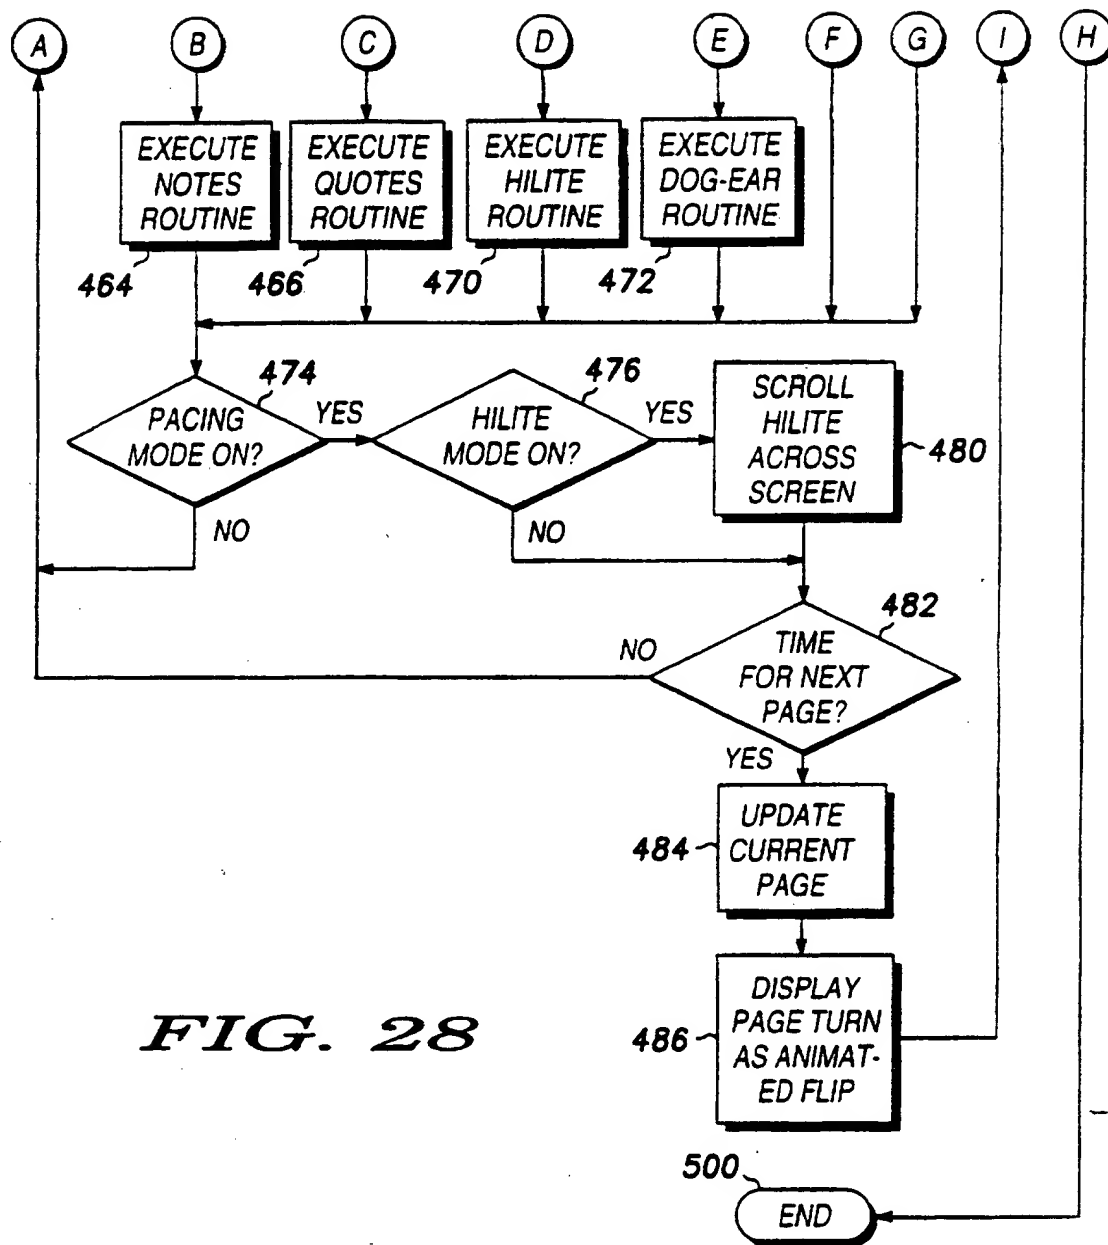 A B C D E F G I H
EXECUTE
NOTES
ROUTINE
EXECUTE
QUOTES
ROUTINE
EXECUTE
HILITE
ROUTINE
EXECUTE
DOG-EAR
ROUTINE
464
466
470
472
PACING
MODE ON?
474
YES
NO
HILITE
MODE ON?
476
YES
NO
SCROLL
HILITE
ACROSS
SCREEN
480
TIME
FOR NEXT
PAGE?
482
NO
YES
UPDATE
CURRENT
PAGE
484
DISPLAY
PAGE TURN
AS ANIMAT-
ED FLIP
486
FIG. 28
500
END